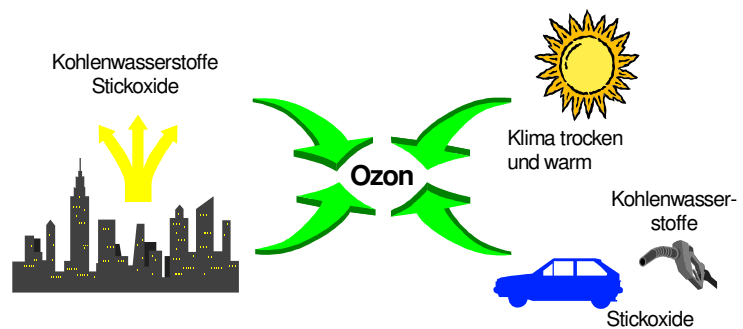 Kohlenwasserstoffe
Stickoxide
Klima trocken
und warm
Ozon
Kohlenwasser-
stoffe
Stickoxide